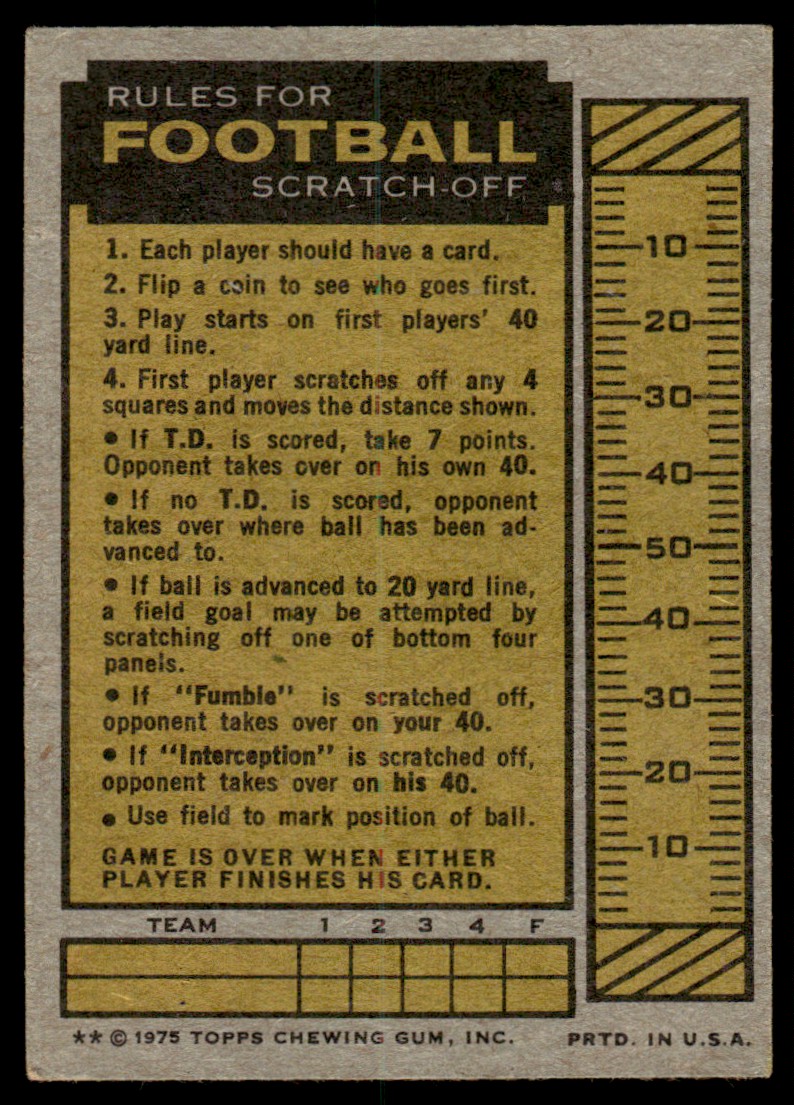 RULES FOR
FOOTBALL
SCRATCH-OFF
1. Each player should have a card.
2. Flip a coin to see who goes first.
3. Play starts on first players' 40
yard line.
4. First player scratches off any 4
squares and moves the distance shown.
• If T.D. is scored, take 7 points.
Opponent takes over on his own 40.
• If no T.D. is scored, opponent
takes over where ball has been ad-
vanced to.
• If ball is advanced to 20 yard line,
a field goal may be attempted by
scratching off one of bottom four
panels.
• If "Fumble" is scratched off,
opponent takes over on your 40.
• If "Interception" is scratched off,
opponent takes over on his 40.
• Use field to mark position of ball.
GAME IS OVER WHEN EITHER
PLAYER FINISHES HIS CARD.
TEAM 1 2 3 4 F
10
20
30
40
50
40
30
20
10
** © 1975 TOPPS CHEWING GUM, INC. PRTD. IN U.S.A.